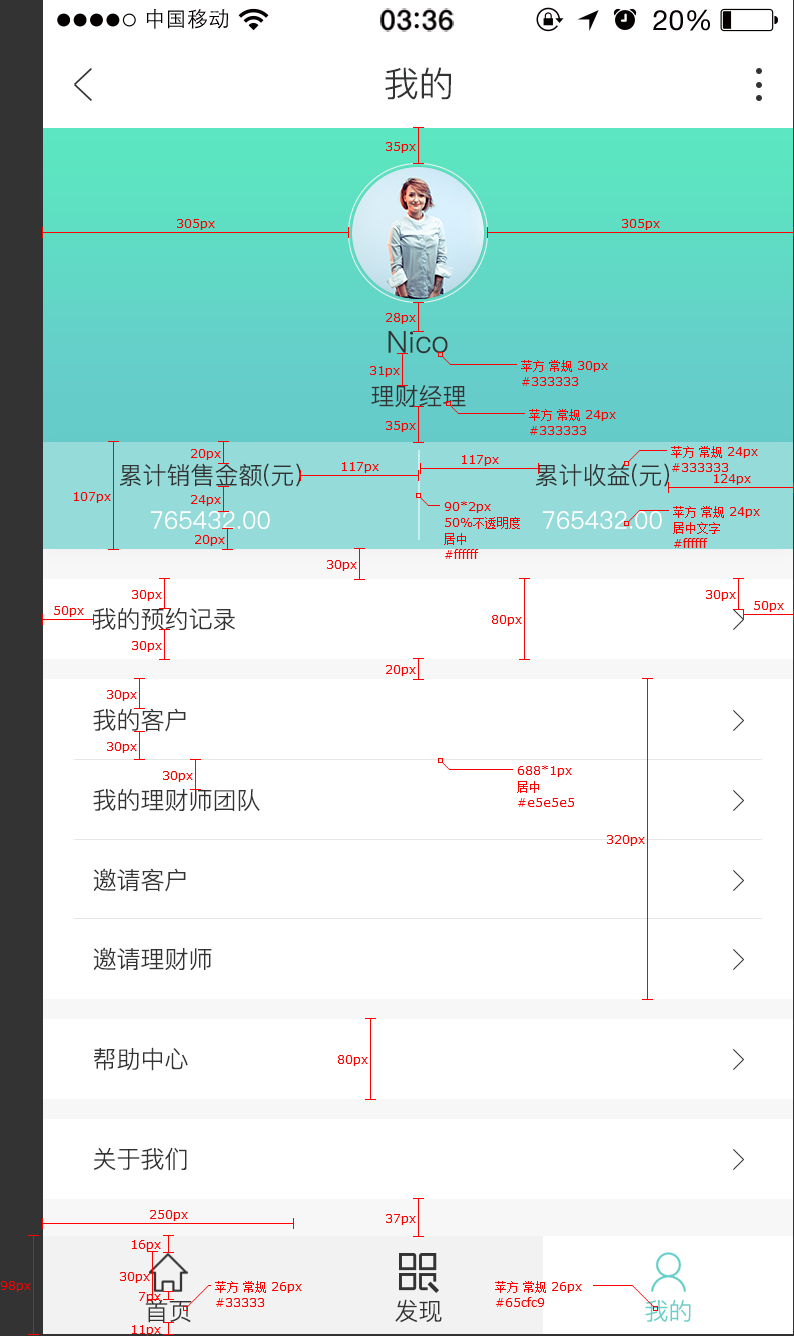 中国移动 03:36 20%
我的
35px
305px 305px
28px
Nico
苹方 常规 30px
#333333
31px
理财经理
苹方 常规 24px
#333333
35px
107px
20px
累计销售金额(元)
117px
117px
累计收益(元)
苹方 常规 24px
#333333
124px
24px
765432.00
20px
90*2px
50%不透明度
居中
#ffffff
765432.00
苹方 常规 24px
居中文字
#ffffff
30px
50px
30px
我的预约记录
30px
80px
30px
50px
20px
30px
我的客户
30px
30px
688*1px
居中
#e5e5e5
我的理财师团队
320px
邀请客户
邀请理财师
帮助中心
80px
关于我们
250px
37px
98px
16px
30px
7px
首页
11px
苹方 常规 26px
#33333
发现
苹方 常规 26px
#65cfc9
我的